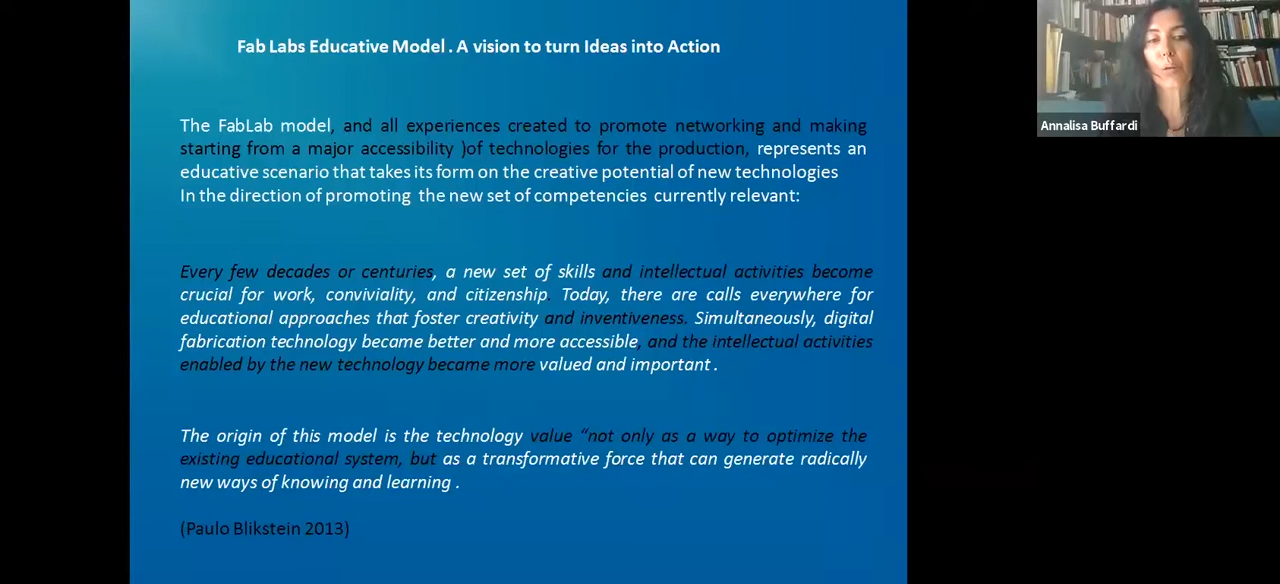 Fab Labs Educative Model . A vision to turn Ideas into Action
The FabLab model, and all experiences created to promote networking and making
starting from a major accessibility )of technologies for the production, represents an
educative scenario that takes its form on the creative potential of new technologies
In the direction of promoting the new set of competencies currently relevant:
Every few decades or centuries, a new set of skills and intellectual activities become
crucial for work, conviviality, and citizenship. Today, there are calls everywhere for
educational approaches that foster creativity and inventiveness. Simultaneously, digital
fabrication technology became better and more accessible, and the intellectual activities
enabled by the new technology became more valued and important .
The origin of this model is the technology value “not only as a way to optimize the
existing educational system, but as a transformative force that can generate radically
new ways of knowing and learning .
(Paulo Blikstein 2013)
Annalisa Buffardi